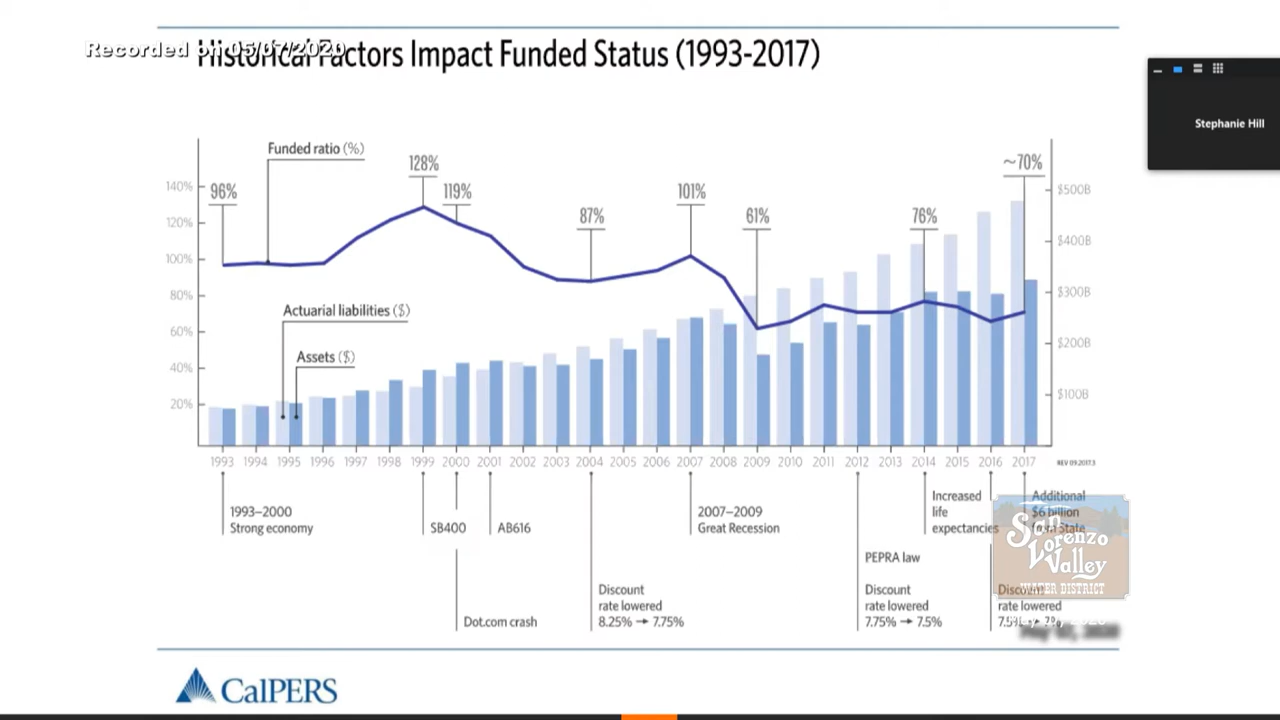 Recorded on 05/07/2020
Historical Factors Impact Funded Status (1993-2017)
Stephanie Hill
Funded ratio (%)
96%
128%
119%
87%
101%
61%
76%
~70%
140%
120%
100%
80%
60%
40%
20%
$500B
$400B
$300B
$200B
$100B
Actuarial liabilities ($)
Assets ($)
1993 1994 1995 1996 1997 1998 1999 2000 2001 2002 2003 2004 2005 2006 2007 2008 2009 2010 2011 2012 2013 2014 2015 2016 2017
REV 09.2017.3
1993–2000
Strong economy
SB400
AB616
2007–2009
Great Recession
Increased
life
expectancies
Additional
$6 billion
from State
San
Lorenzo
Valley
WATER DISTRICT
PEPRA law
Dot.com crash
Discount
rate lowered
8.25% → 7.75%
Discount
rate lowered
7.75% → 7.5%
Discount
rate lowered
CalPERS